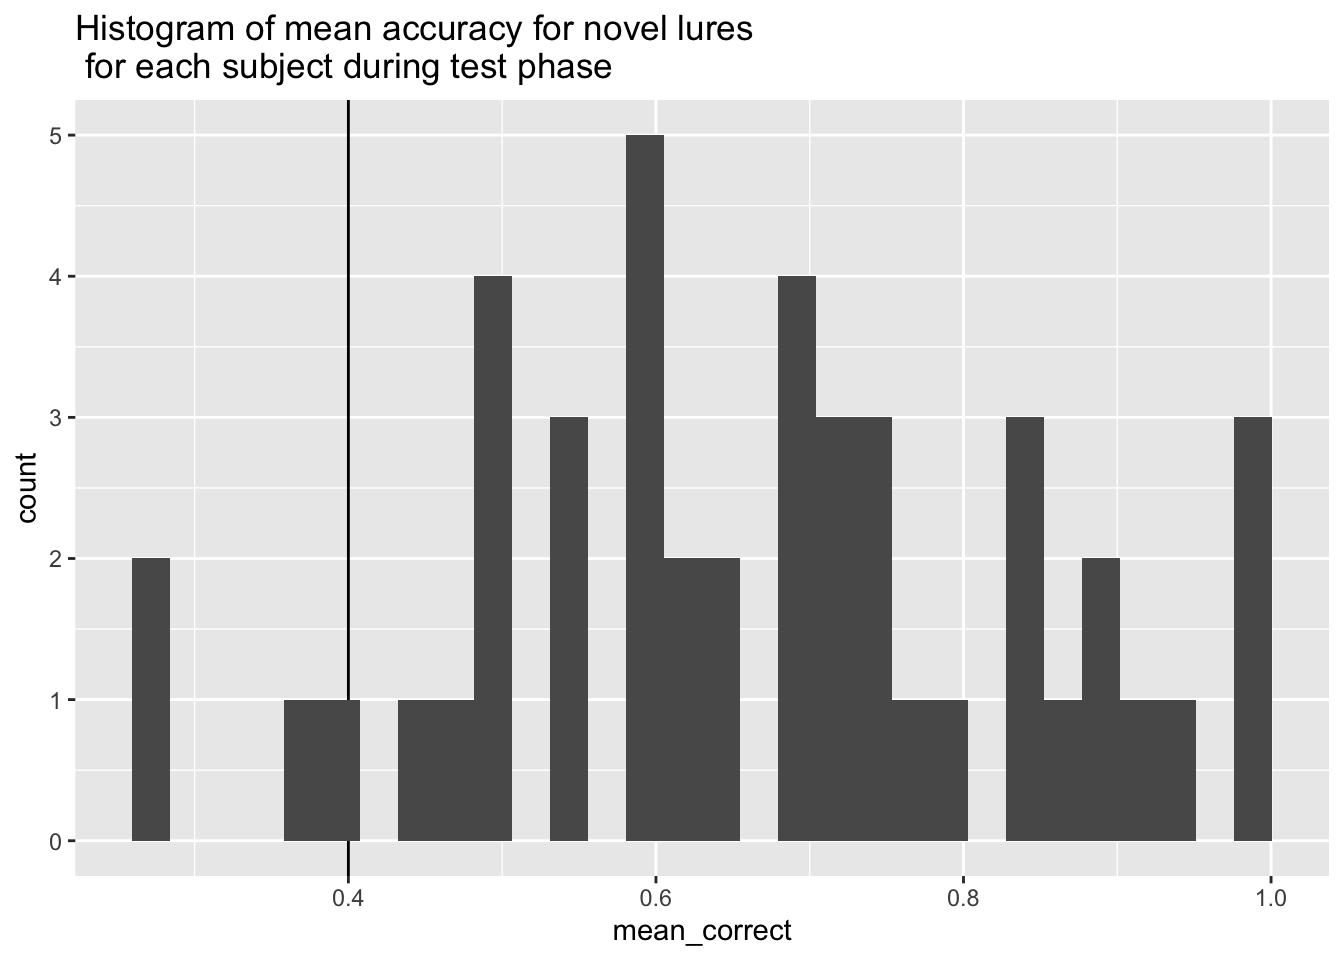 Histogram of mean accuracy for novel lures
for each subject during test phase
5
4
3
2
1
0
count
0.4 0.6 0.8 1.0
mean_correct